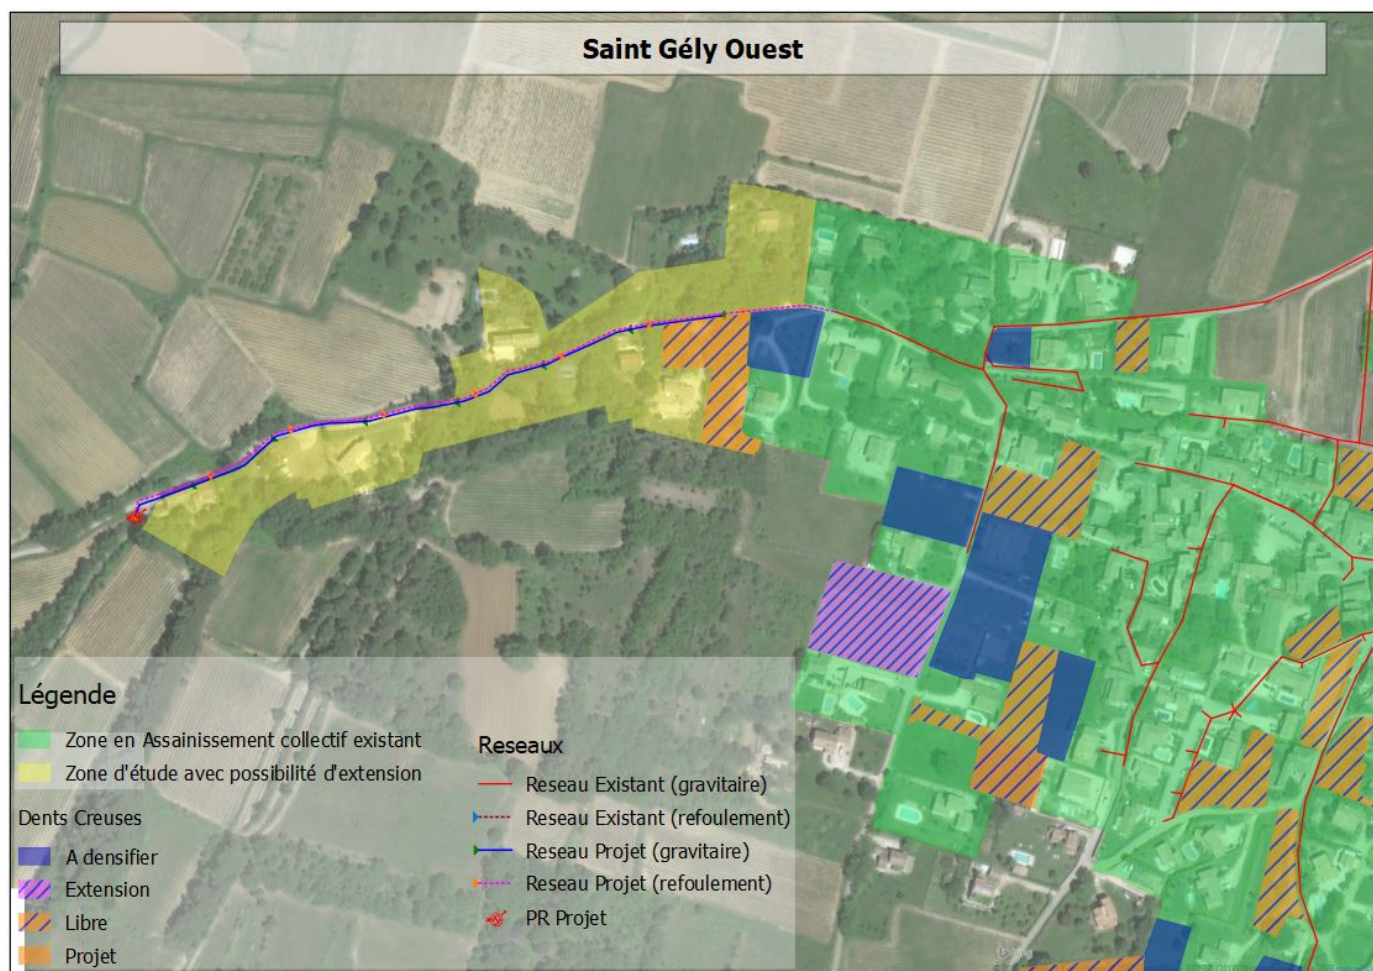 Saint Gély Ouest
Légende
Zone en Assainissement collectif existant
Zone d'étude avec possibilité d'extension
Dents Creuses
A densifier
Extension
Libre
Projet
Reseaux
Reseau Existant (gravitaire)
Reseau Existant (refoulement)
Reseau Projet (gravitaire)
Reseau Projet (refoulement)
PR Projet